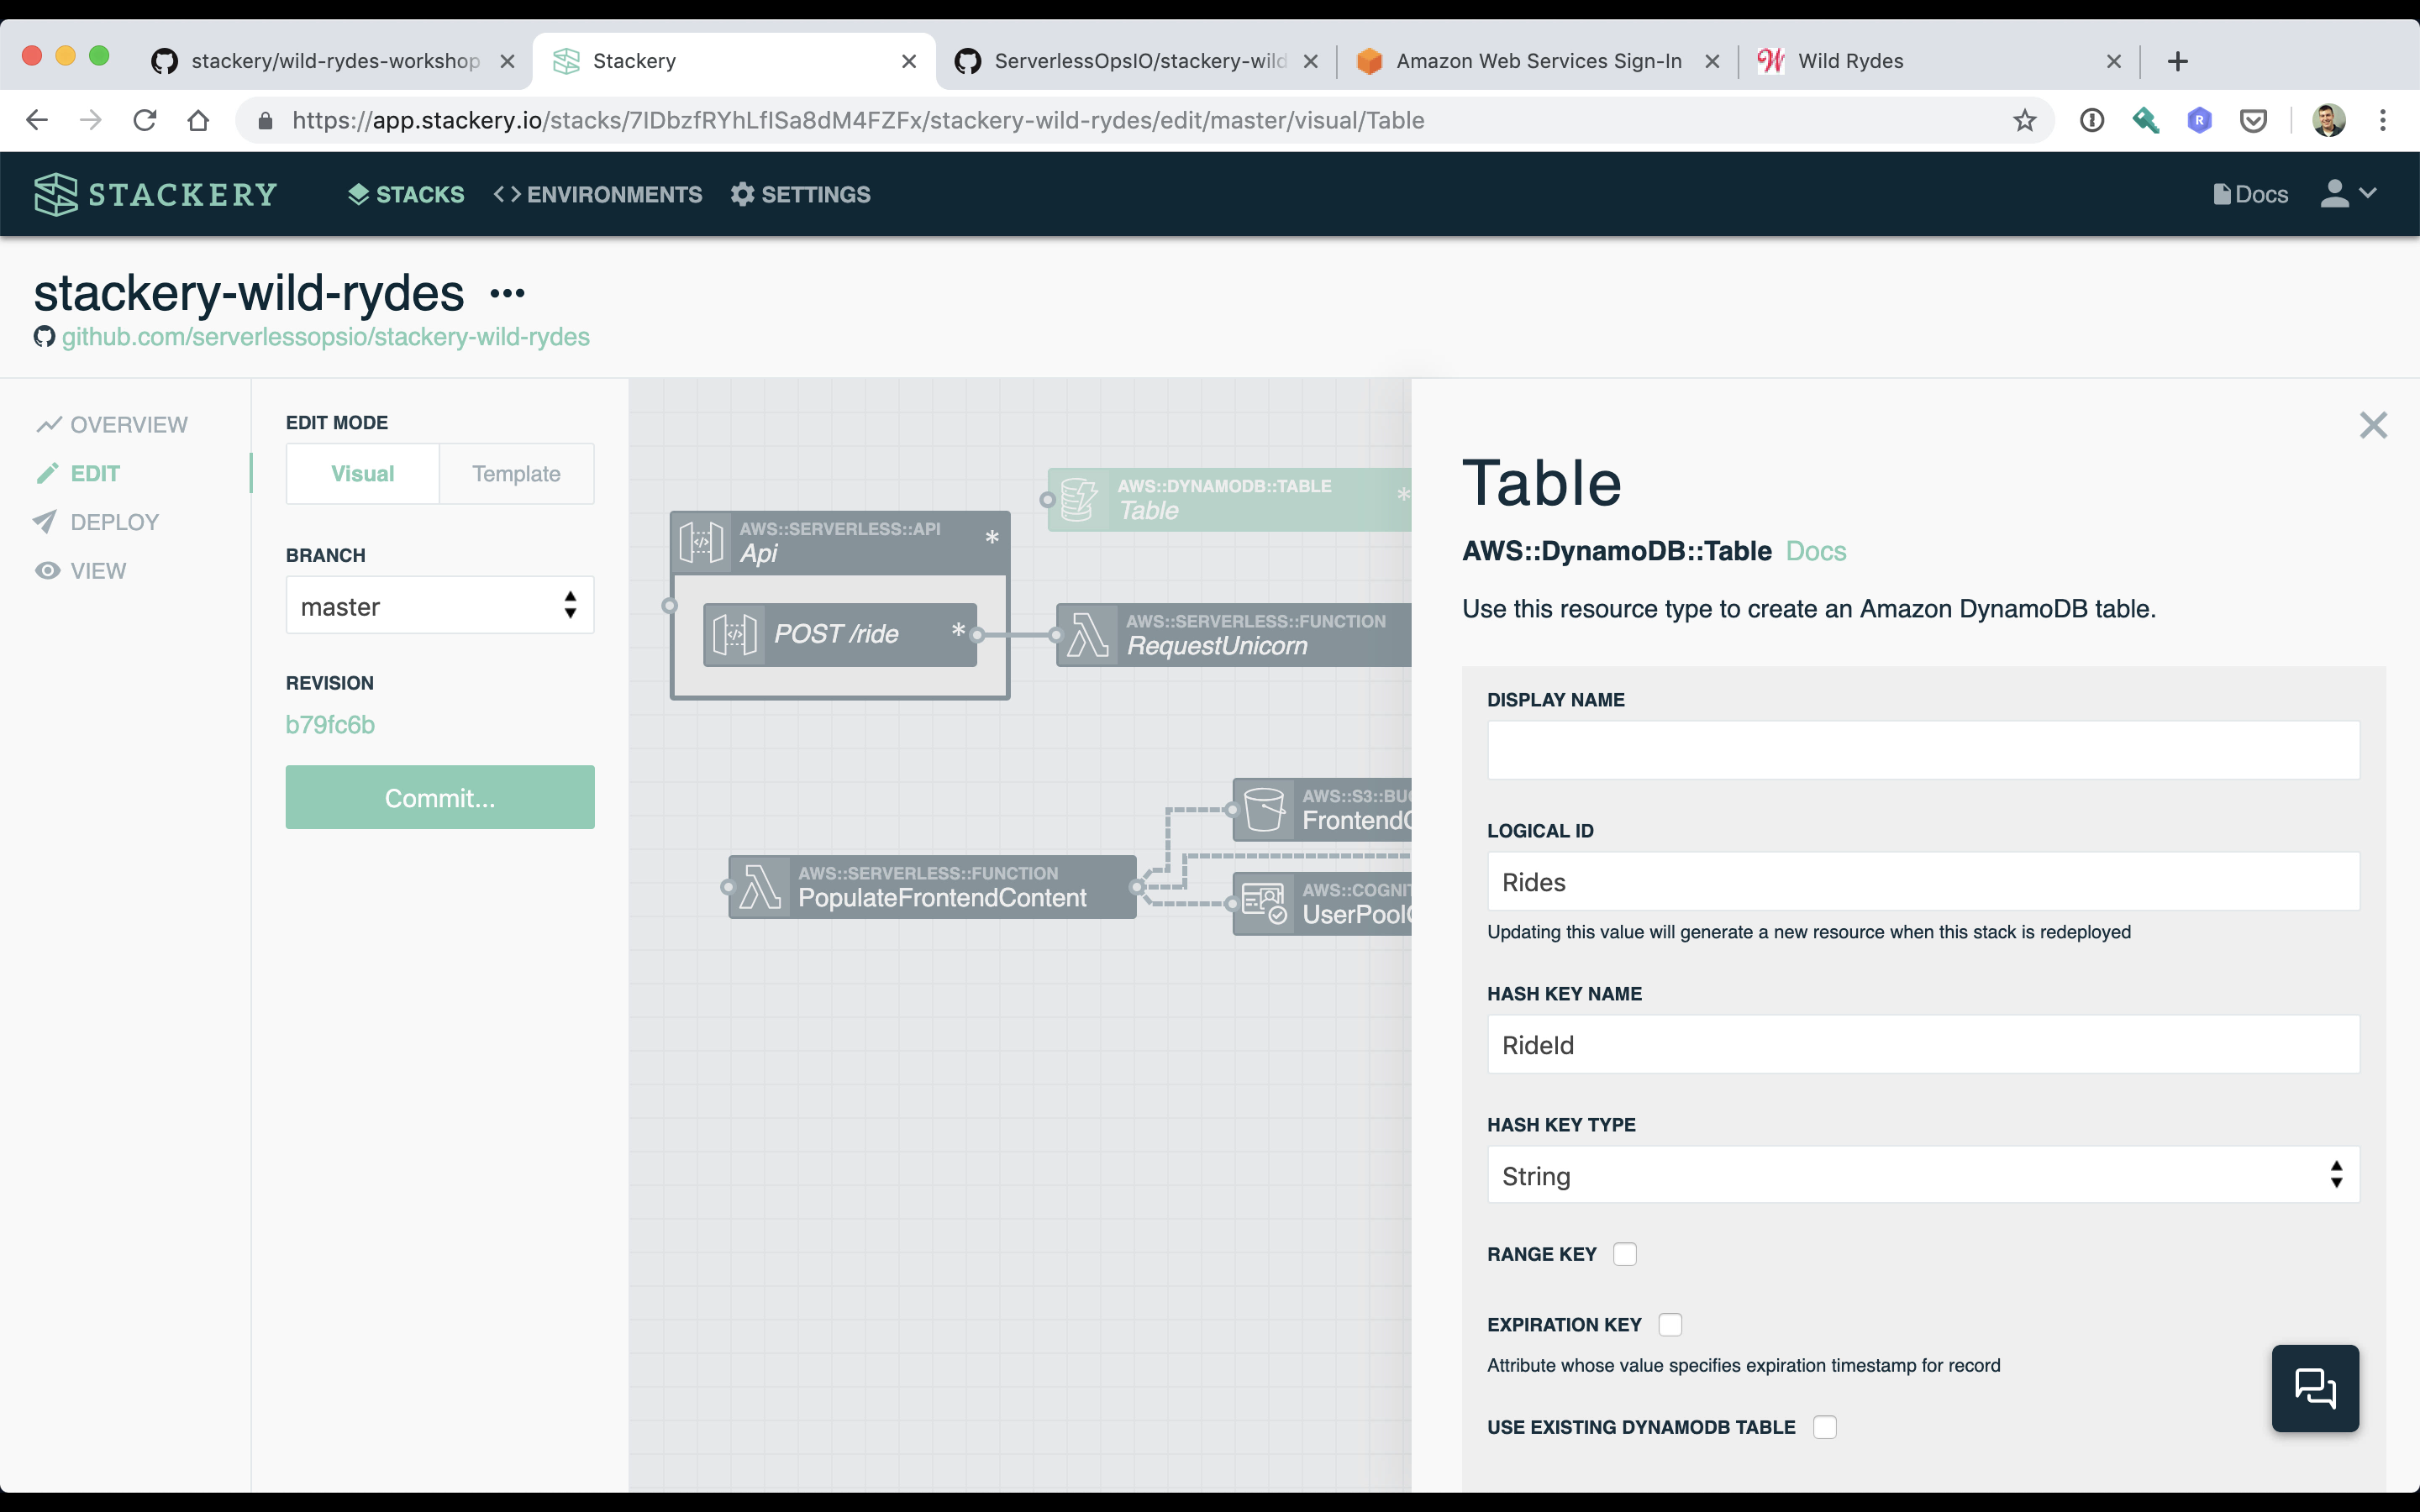 stackery/wild-rydes-workshop
Stackery
ServerlessOpsIO/stackery-wild
Amazon Web Services Sign-In
Wild Rydes
https://app.stackery.io/stacks/7IDbzfRYhLfISa8dM4FZFx/stackery-wild-rydes/edit/master/visual/Table
R
STACKERY
STACKS
ENVIRONMENTS
SETTINGS
Docs
stackery-wild-rydes
github.com/serverlessopsio/stackery-wild-rydes
OVERVIEW
EDIT
DEPLOY
VIEW
EDIT MODE
Visual
Template
BRANCH
master
REVISION
b79fc6b
Commit...
AWS::DYNAMODB::TABLE
Table
*
AWS::SERVERLESS::API
Api
*
POST /ride
*
AWS::SERVERLESS::FUNCTION
RequestUnicorn
AWS::S3::BUC
FrontendC
AWS::SERVERLESS::FUNCTION
PopulateFrontendContent
AWS::COGNIT
UserPoolC
Table
AWS::DynamoDB::Table Docs
Use this resource type to create an Amazon DynamoDB table.
DISPLAY NAME
LOGICAL ID
Rides
Updating this value will generate a new resource when this stack is redeployed
HASH KEY NAME
RideId
HASH KEY TYPE
String
RANGE KEY
EXPIRATION KEY
Attribute whose value specifies expiration timestamp for record
USE EXISTING DYNAMODB TABLE